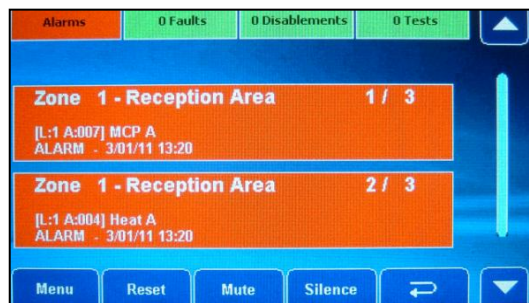 Alarms 0 Faults 0 Disablements 0 Tests
Zone 1 - Reception Area 1 / 3
[L:1 A:007] MCP A
ALARM - 3/01/11 13:20
Zone 1 - Reception Area 2 / 3
[L:1 A:004] Heat A
ALARM - 3/01/11 13:20
Menu Reset Mute Silence